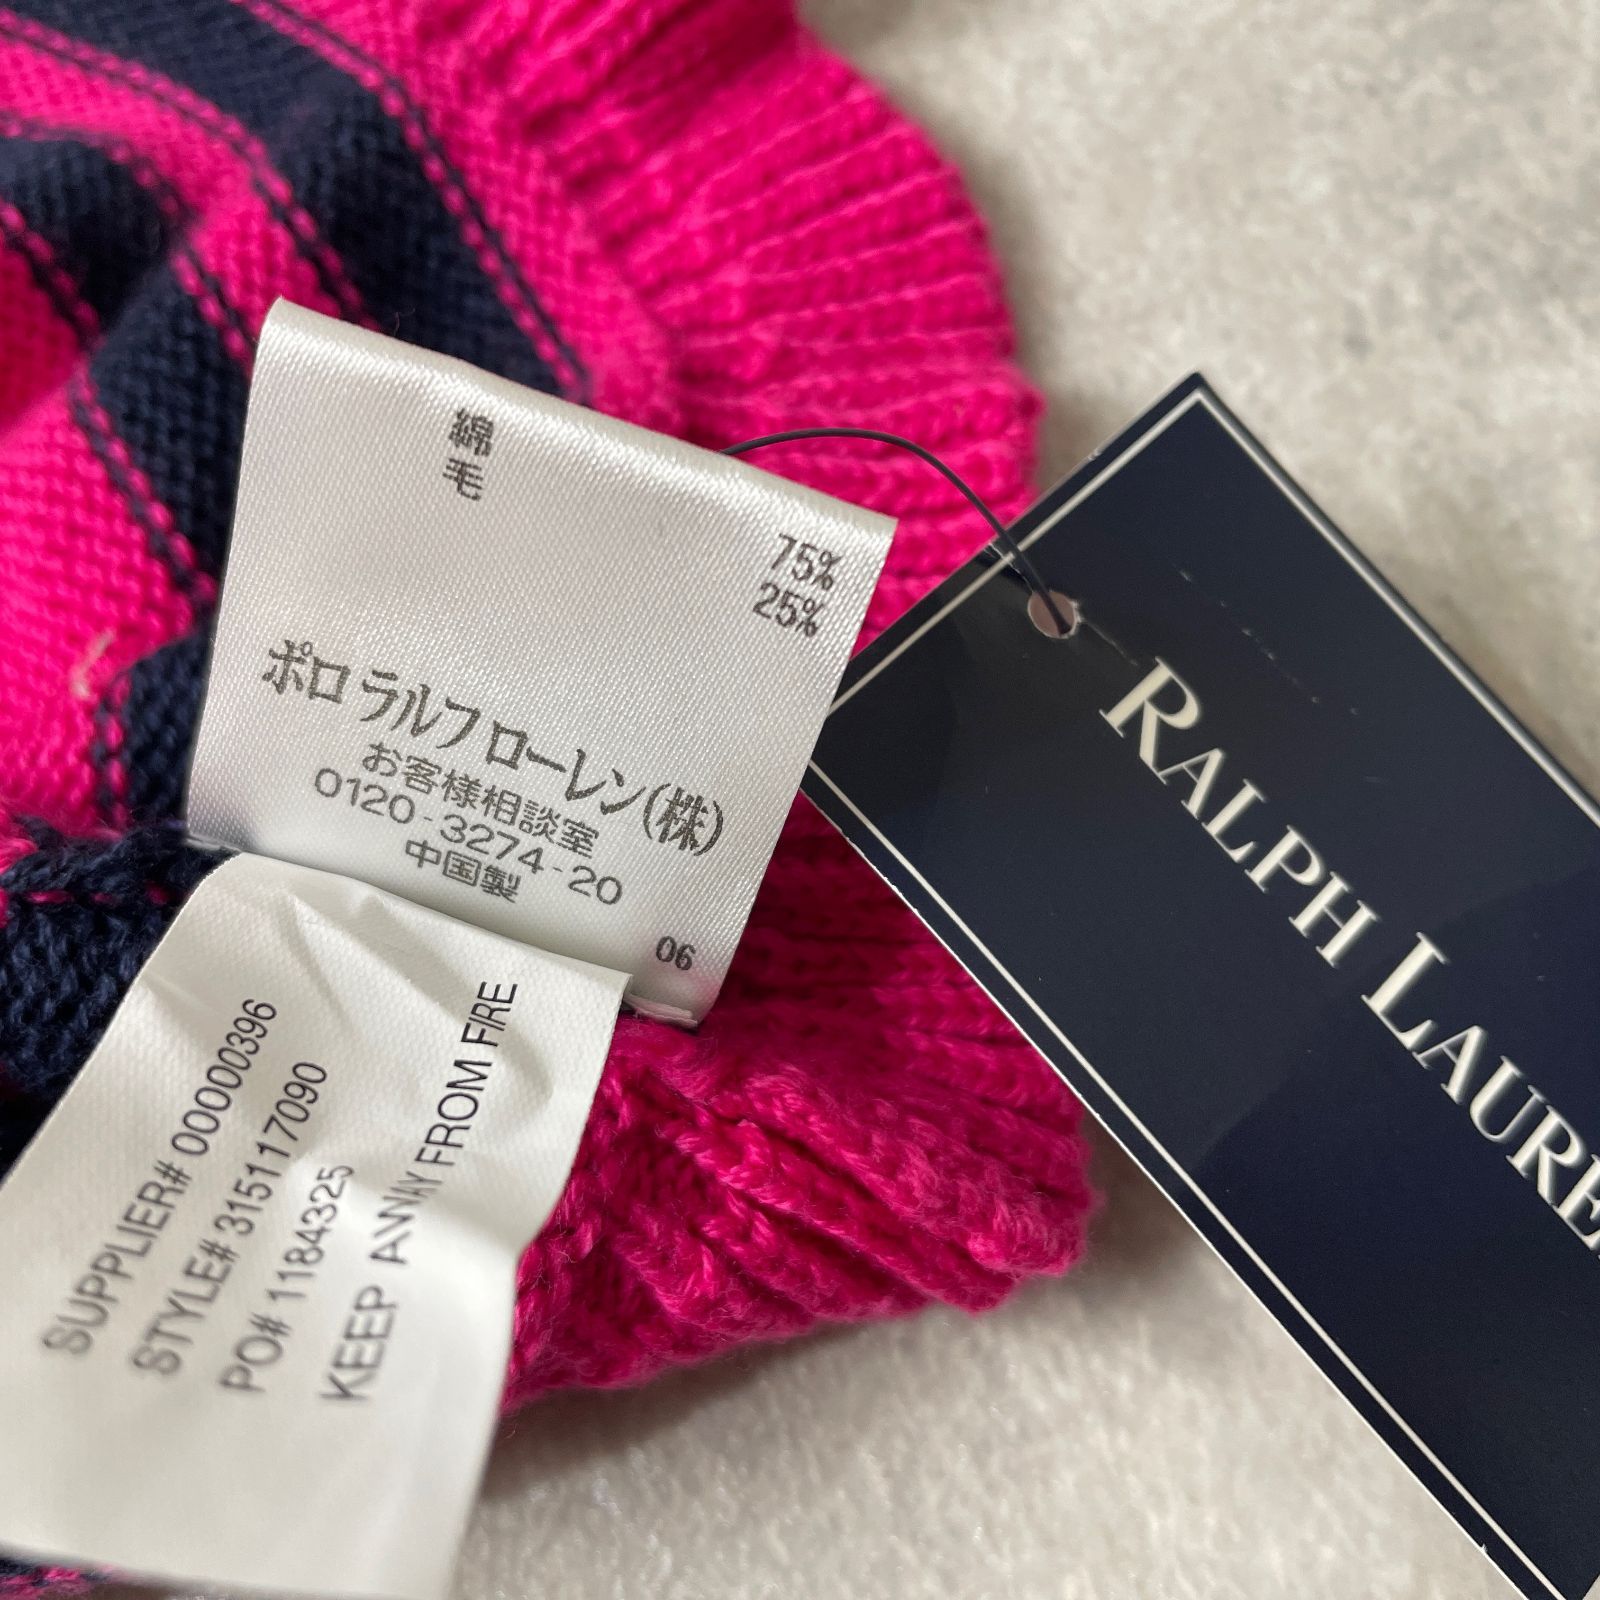 綿 75%
毛 25%
ポロ ラルフ ローレン(株)
お客様相談室
0120-3274-20
中国製
06
SUPPLIER# 00000396
STYLE# 315117090
PO# 1184325
KEEP AWAY FROM FIRE
RALPH LAURE